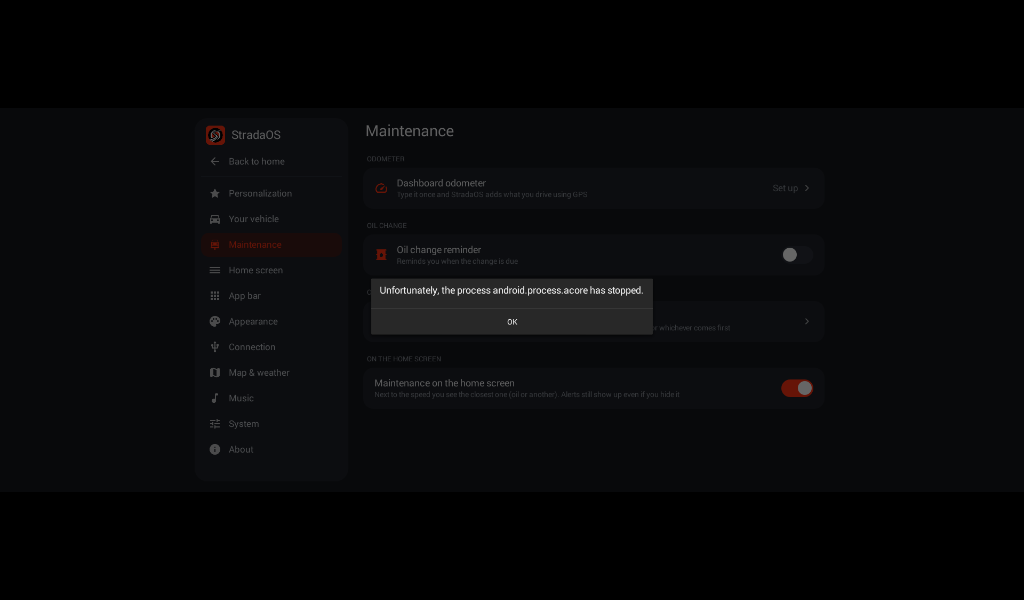 StradaOS
Back to home
Personalization
Your vehicle
Maintenance
Home screen
App bar
Appearance
Connection
Map & weather
Music
System
About
Maintenance
ODOMETER
Dashboard odometer
Type it once and StradaOS adds what you drive using GPS
Set up
OIL CHANGE
Oil change reminder
Reminds you when the change is due
Unfortunately, the process android.process.acore has stopped.
OK
whichever comes first
ON THE HOME SCREEN
Maintenance on the home screen
Next to the speed you see the closest one (oil or another). Alerts still show up even if you hide it